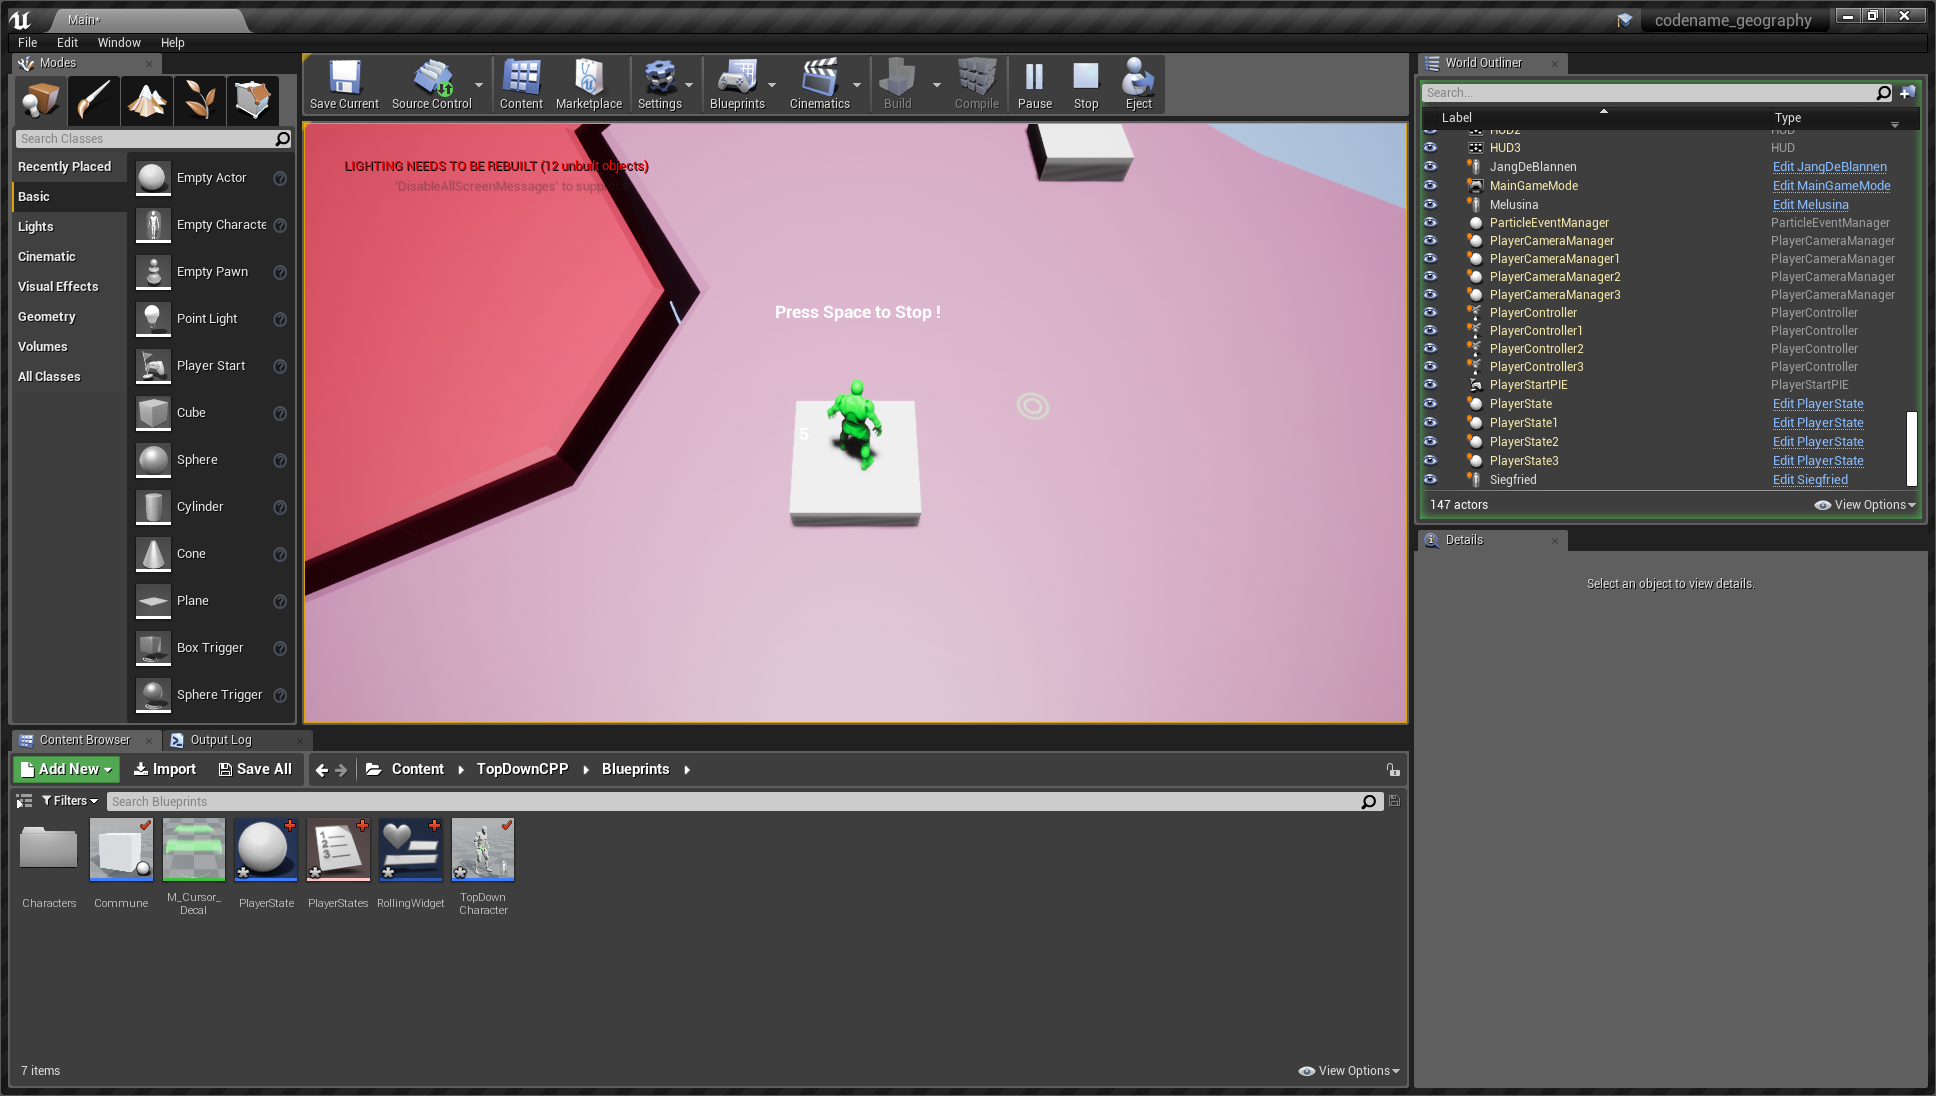 Main*
codename_geography
File Edit Window Help
Modes
Search Classes
Recently Placed
Basic
Lights
Cinematic
Visual Effects
Geometry
Volumes
All Classes
Empty Actor
Empty Characte
Empty Pawn
Point Light
Player Start
Cube
Sphere
Cylinder
Cone
Plane
Box Trigger
Sphere Trigger
Save Current
Source Control
Content
Marketplace
Settings
Blueprints
Cinematics
Build
Compile
Pause
Stop
Eject
LIGHTING NEEDS TO BE REBUILT (12 unbuilt objects)
'DisableAllScreenMessages' to suppress
Press Space to Stop !
5
World Outliner
Search...
Label Type
HUD2 HUD
HUD3 HUD
JangDeBlannen Edit JangDeBlannen
MainGameMode Edit MainGameMode
Melusina Edit Melusina
ParticleEventManager ParticleEventManager
PlayerCameraManager PlayerCameraManager
PlayerCameraManager1 PlayerCameraManager
PlayerCameraManager2 PlayerCameraManager
PlayerCameraManager3 PlayerCameraManager
PlayerController PlayerController
PlayerController1 PlayerController
PlayerController2 PlayerController
PlayerController3 PlayerController
PlayerStartPIE PlayerStartPIE
PlayerState Edit PlayerState
PlayerState1 Edit PlayerState
PlayerState2 Edit PlayerState
PlayerState3 Edit PlayerState
Siegfried Edit Siegfried
147 actors View Options
Details
Select an object to view details.
Content Browser Output Log
Add New Import Save All Content TopDownCPP Blueprints
Filters Search Blueprints
Characters
Commune
M_Cursor_
Decal
PlayerState
PlayerStates
RollingWidget
TopDown
Character
7 items View Options